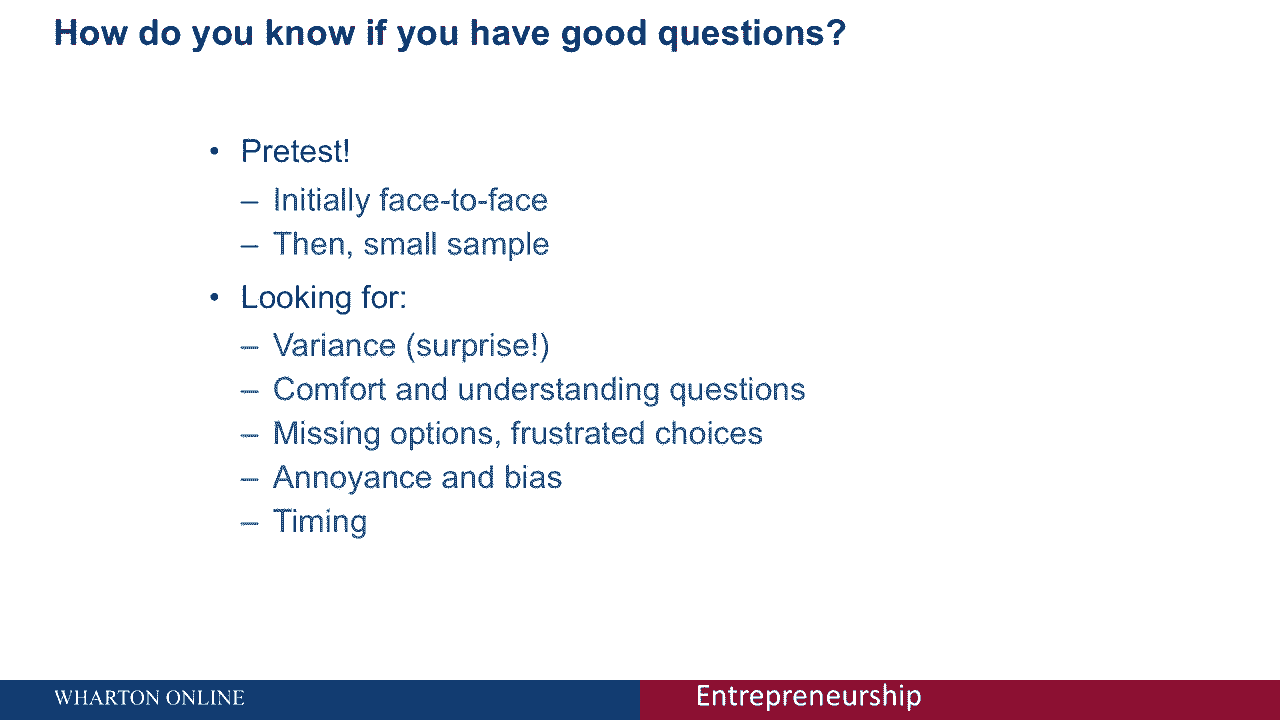 How do you know if you have good questions?
• Pretest!
– Initially face-to-face
– Then, small sample
• Looking for:
– Variance (surprise!)
– Comfort and understanding questions
– Missing options, frustrated choices
– Annoyance and bias
– Timing
WHARTON ONLINE
Entrepreneurship